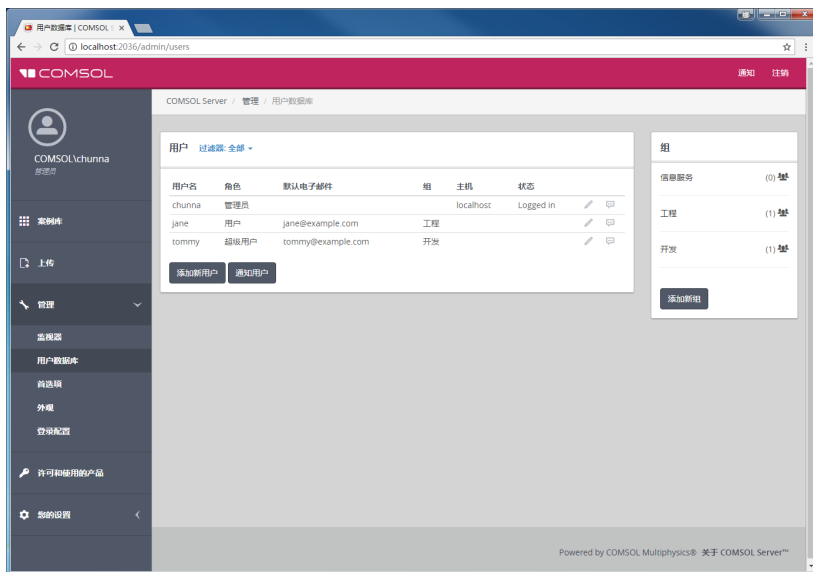 用户数据库 | COMSOL S
localhost:2036/admin/users
COMSOL
通知 注销
COMSOL Server / 管理 / 用户数据库
COMSOL\chunna
管理员
案例库
上传
管理
监视器
用户数据库
首选项
外观
登录配置
许可和使用的产品
您的设置
用户 过滤器: 全部
用户名 角色 默认电子邮件 组 主机 状态
chunna 管理员 localhost Logged in
jane 用户 jane@example.com 工程
tommy 超级用户 tommy@example.com 开发
添加新用户 通知用户
组
信息服务 (0)
工程 (1)
开发 (1)
添加新组
Powered by COMSOL Multiphysics® 关于 COMSOL Server™